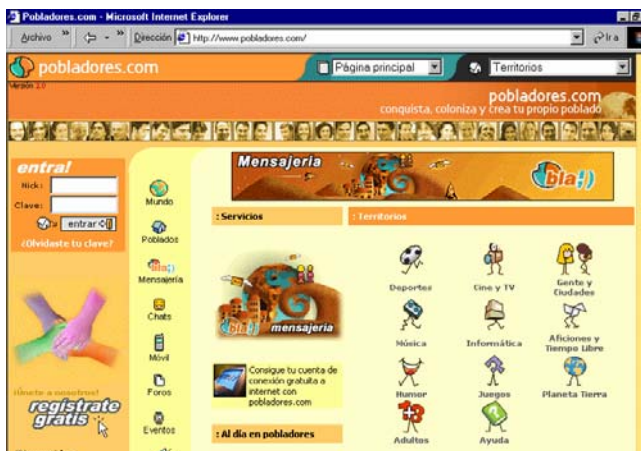 Pobladores.com - Microsoft Internet Explorer
Archivo » » Dirección http://www.pobladores.com/ Ir a
pobladores.com Página principal Territorios
Versión 2.0
pobladores.com
conquista, coloniza y crea tu propio poblado
entra!
Nick:
Clave:
entrar
¿Olvidaste tu clave?
¡Únete a nosotros!
registrate
gratis
Mundo
Poblados
Mensajería
Chats
Móvil
Foros
Eventos
Mensajería
bla;)
: Servicios
bla;) mensajería
Consigue tu cuenta de
conexión gratuita a
internet con
pobladores.com
: Al día en pobladores
: Territorios
Deportes
Cine y TV
Gente y
Ciudades
Música
Informática
Aficiones y
Tiempo Libre
Humor
Juegos
Planeta Tierra
Adultos
Ayuda